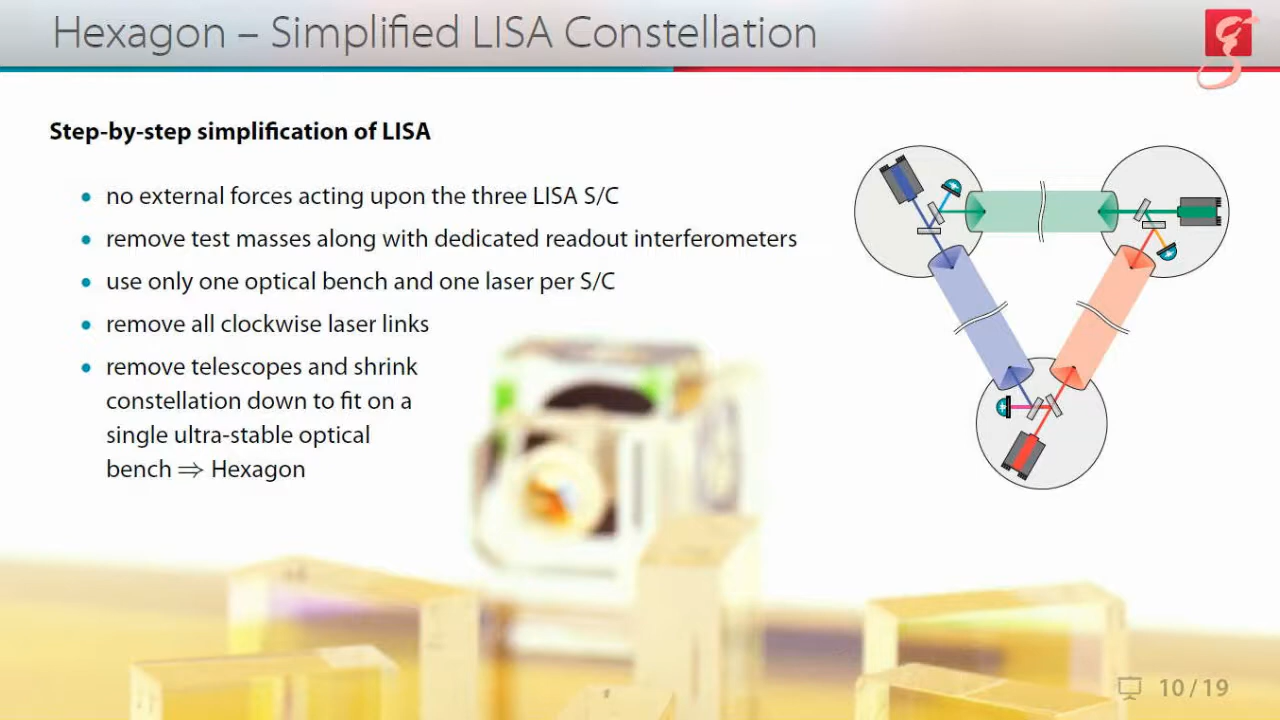 Hexagon – Simplified LISA Constellation
Step-by-step simplification of LISA
• no external forces acting upon the three LISA S/C
• remove test masses along with dedicated readout interferometers
• use only one optical bench and one laser per S/C
• remove all clockwise laser links
• remove telescopes and shrink
constellation down to fit on a
single ultra-stable optical
bench ⇒ Hexagon
10 / 19